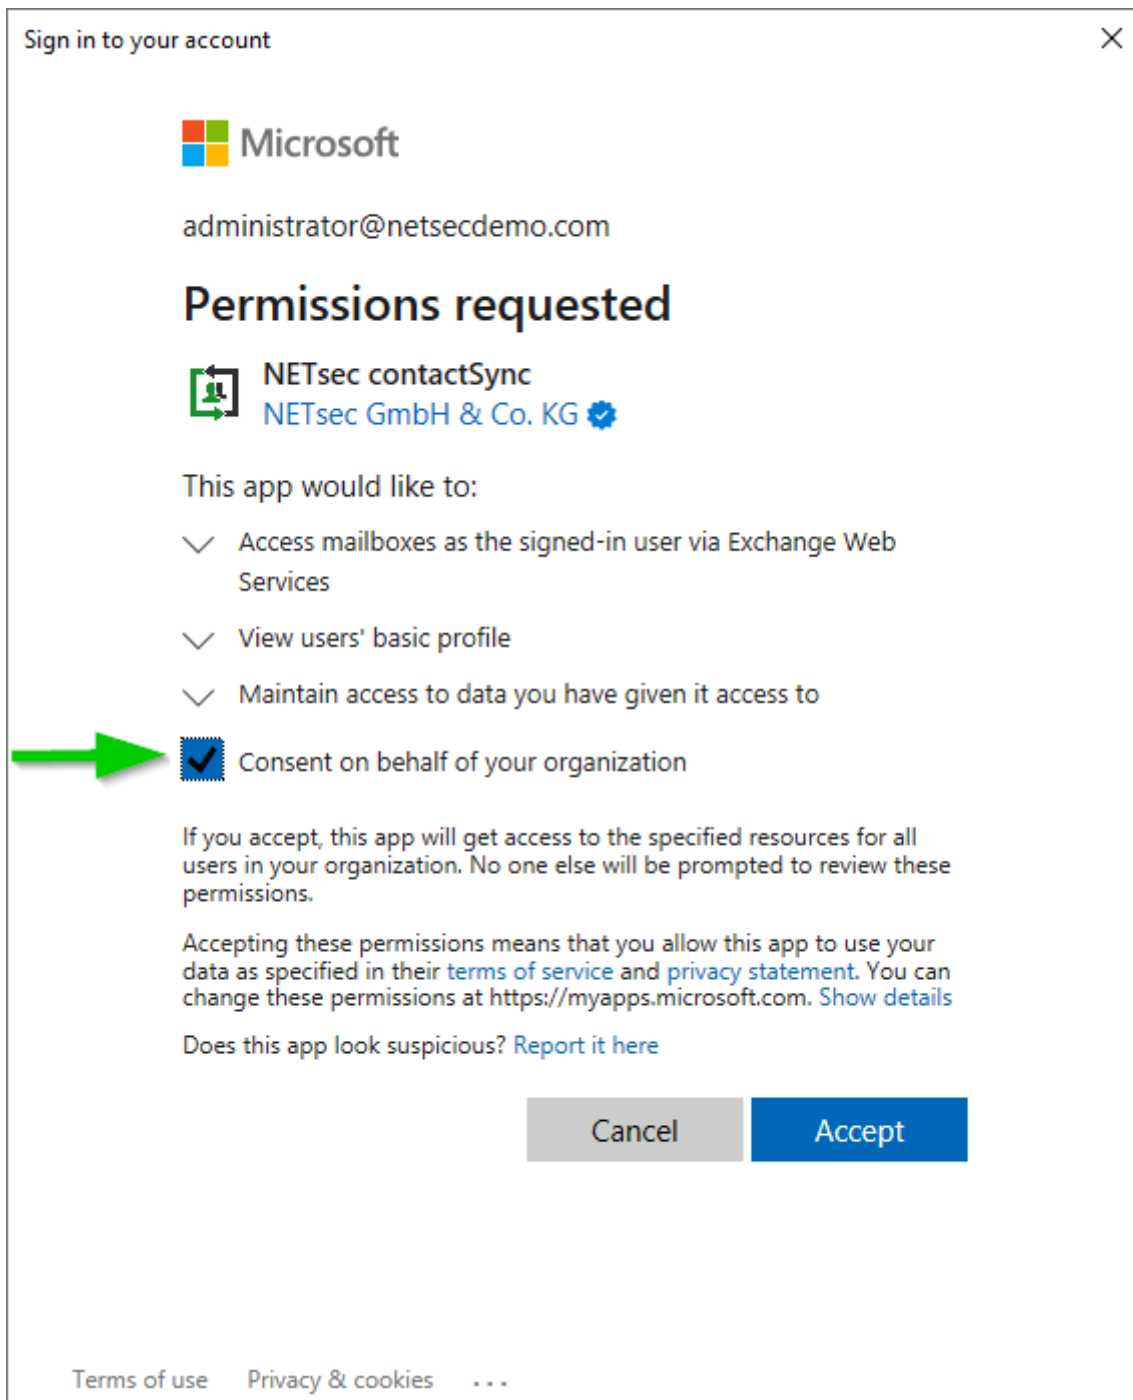 Sign in to your account
Microsoft
administrator@netsecdemo.com
Permissions requested
NETsec contactSync
NETsec GmbH & Co. KG
This app would like to:
Access mailboxes as the signed-in user via Exchange Web
Services
View users' basic profile
Maintain access to data you have given it access to
Consent on behalf of your organization
If you accept, this app will get access to the specified resources for all
users in your organization. No one else will be prompted to review these
permissions.
Accepting these permissions means that you allow this app to use your
data as specified in their terms of service and privacy statement. You can
change these permissions at https://myapps.microsoft.com. Show details
Does this app look suspicious? Report it here
Cancel Accept
Terms of use Privacy & cookies ...